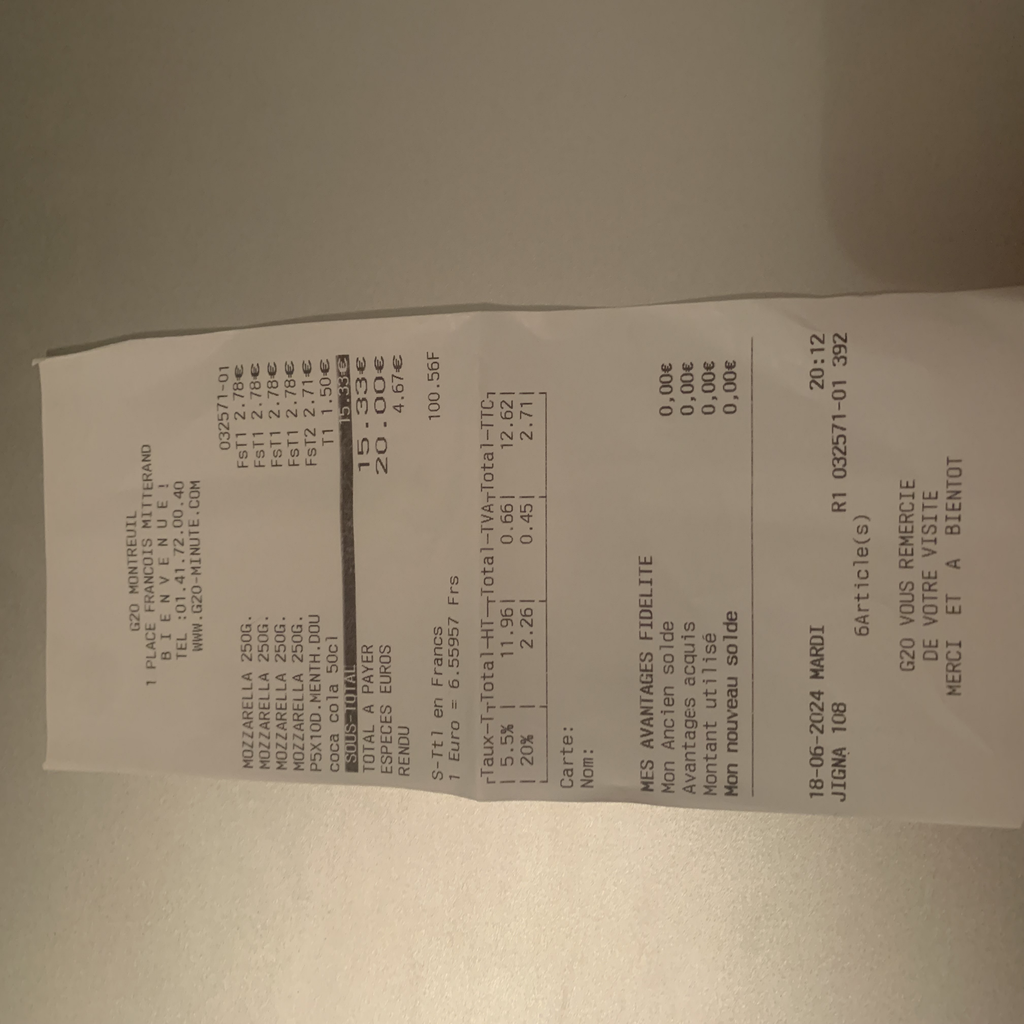 G20 MONTREUIL
1 PLACE FRANCOIS MITTERAND
B I E N V E N U E !
TEL :01.41.72.00.40
WWW.G20-MINUTE.COM
032571-01
MOZZARELLA 250G. FsT1 2.78€
MOZZARELLA 250G. FsT1 2.78€
MOZZARELLA 250G. FsT1 2.78€
MOZZARELLA 250G. FsT1 2.78€
P5X10D.MENTH.DOU FsT2 2.71€
coca cola 50cl T1 1.50€
SOUS-TOTAL 15.33€
TOTAL A PAYER 15.33€
ESPECES EUROS 20.00€
RENDU 4.67€
S-Ttl en Francs 100.56F
1 Euro = 6.55957 Frs
Taux-T Total-HT Total-TVA Total-TTC
5.5% 11.96 0.66 12.62
20% 2.26 0.45 2.71
Carte:
Nom:
MES AVANTAGES FIDELITE
Mon Ancien solde 0,00€
Avantages acquis 0,00€
Montant utilisé 0,00€
Mon nouveau solde 0,00€
18-06-2024 MARDI 20:12
JIGNA 108 R1 032571-01 392
6Article(s)
G20 VOUS REMERCIE
DE VOTRE VISITE
MERCI ET A BIENTOT